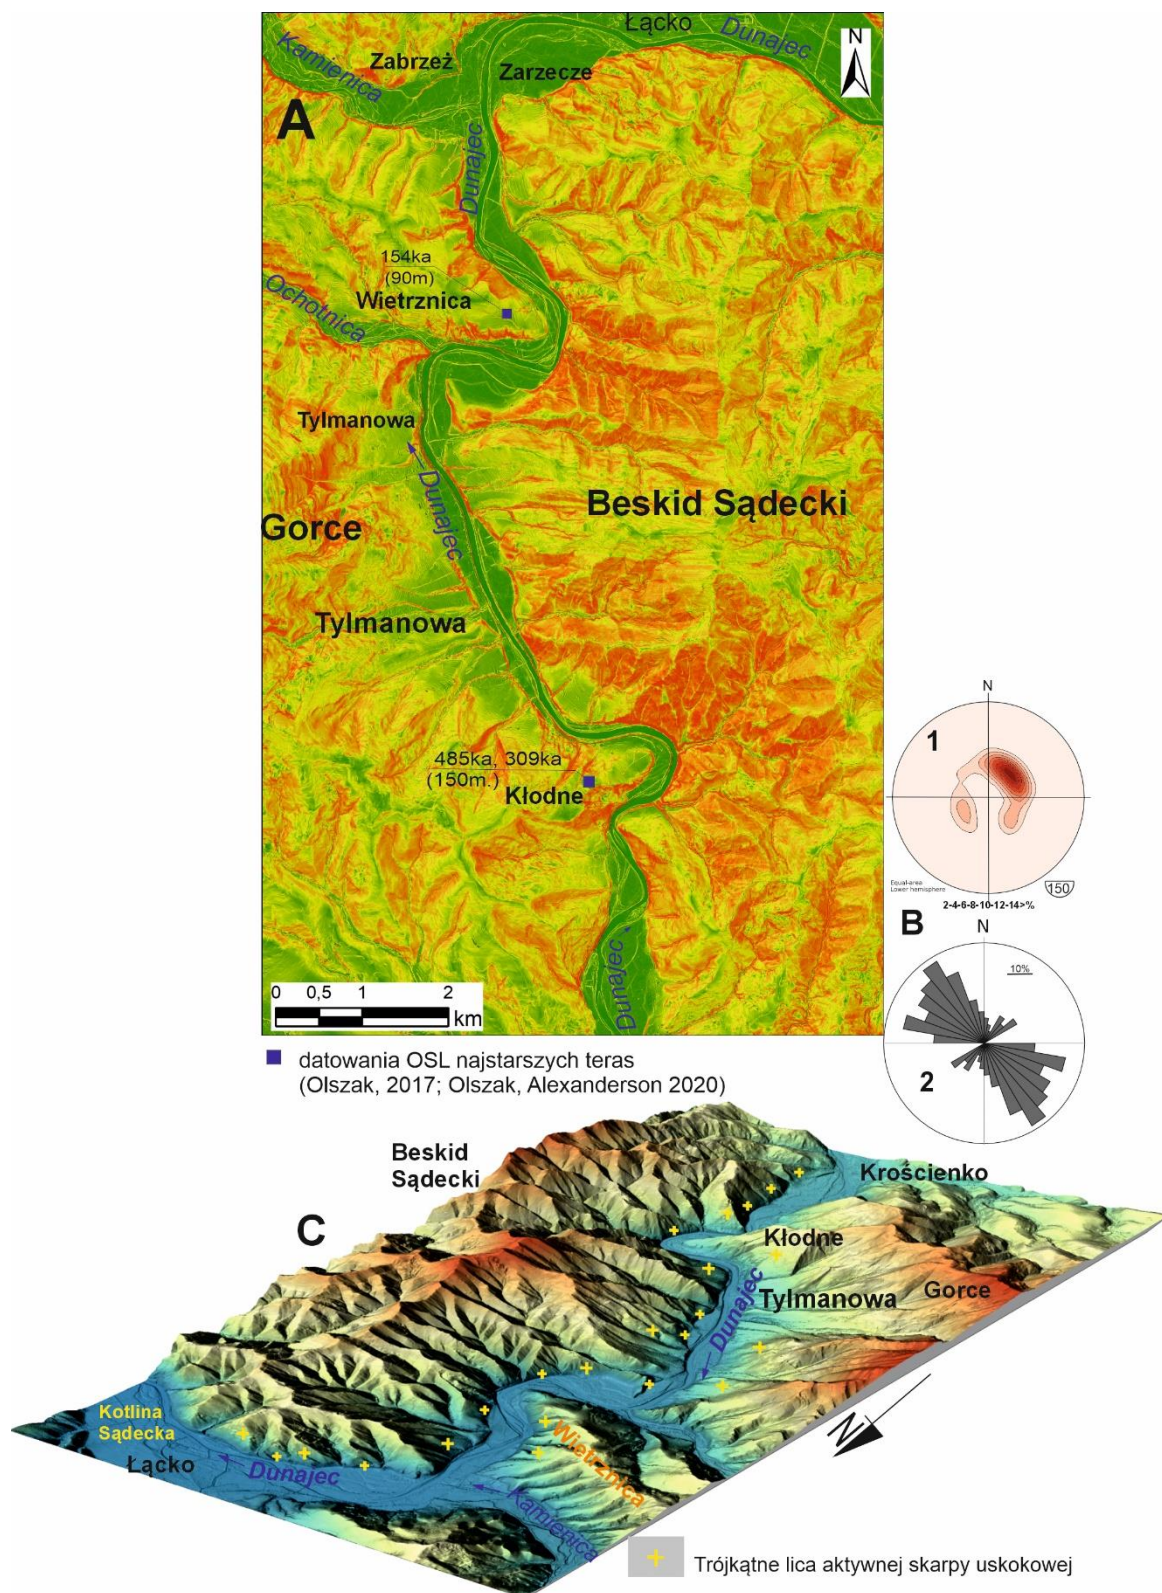 Łącko
Dunajec
N
Kamienica
Zabrzeż
Zarzecze
A
Dunajec
154ka
(90m)
Wietrznica
Ochotnica
Tylmanowa
Dunajec
Beskid Sądecki
Gorce
Tylmanowa
485ka, 309ka
(150m.)
Kłodne
Dunajec
0 0,5 1 2
km
N
1
Equal-area
Lower hemisphere
150
2-4-6-8-10-12-14>%
B
N
10%
2
datowania OSL najstarszych teras
(Olszak, 2017; Olszak, Alexanderson 2020)
Beskid
Sądecki
Krościenko
C
Kłodne
Dunajec
Tylmanowa
Gorce
N
Kotlina
Sądecka
Wietrznica
Łącko
Dunajec
Kamienica
Trójkątne lica aktywnej skarpy uskokowej